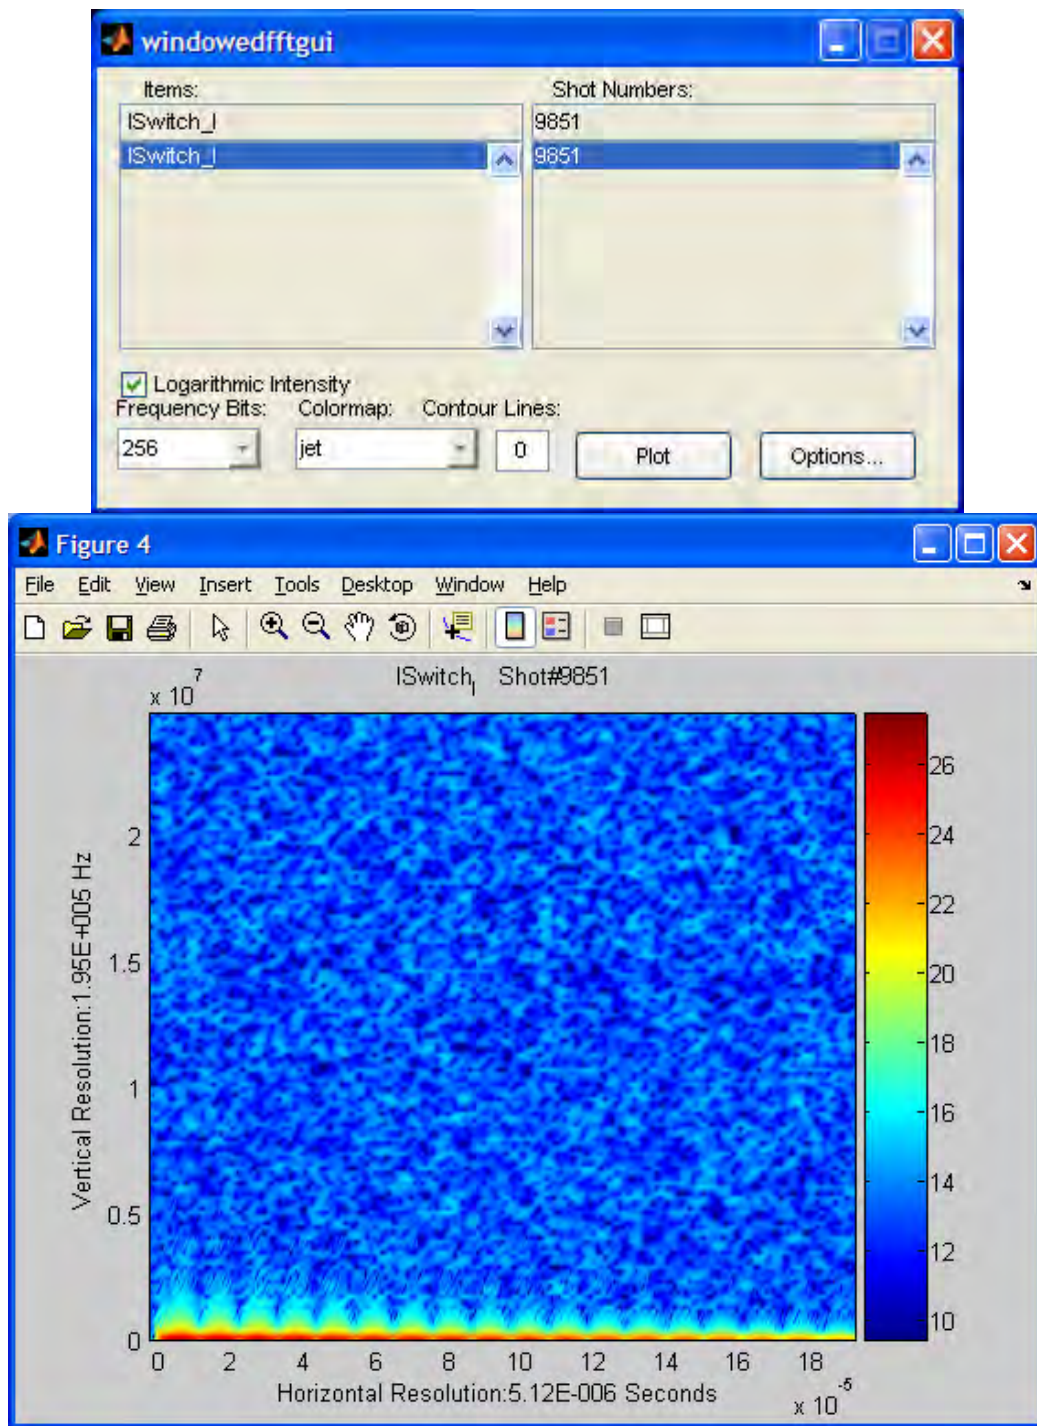 windowedfftgui
Items: Shot Numbers:
ISwitch_I 9851
ISwitch_I 9851
Logarithmic Intensity
Frequency Bits: Colormap: Contour Lines:
256 jet 0 Plot Options...
Figure 4
File Edit View Insert Tools Desktop Window Help
x 10^7 ISwitch_I Shot#9851
26
24
22
20
18
16
14
12
10
2
1.5
1
0.5
0
Vertical Resolution:1.95E+005 Hz
0 2 4 6 8 10 12 14 16 18
Horizontal Resolution:5.12E-006 Seconds
x 10^-5